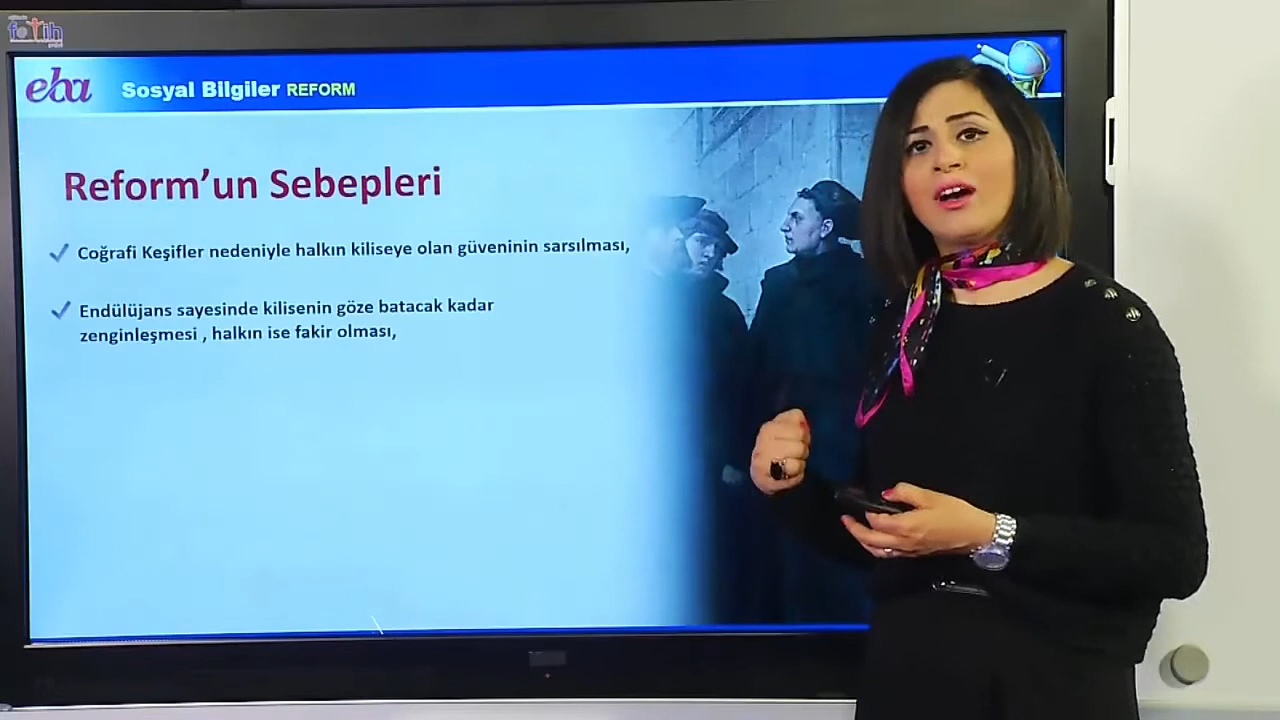 fatih
eba
Sosyal Bilgiler REFORM
Reform'un Sebepleri
Coğrafi Keşifler nedeniyle halkın kiliseye olan güveninin sarsılması,
Endülüjans sayesinde kilisenin göze batacak kadar
zenginleşmesi , halkın ise fakir olması,